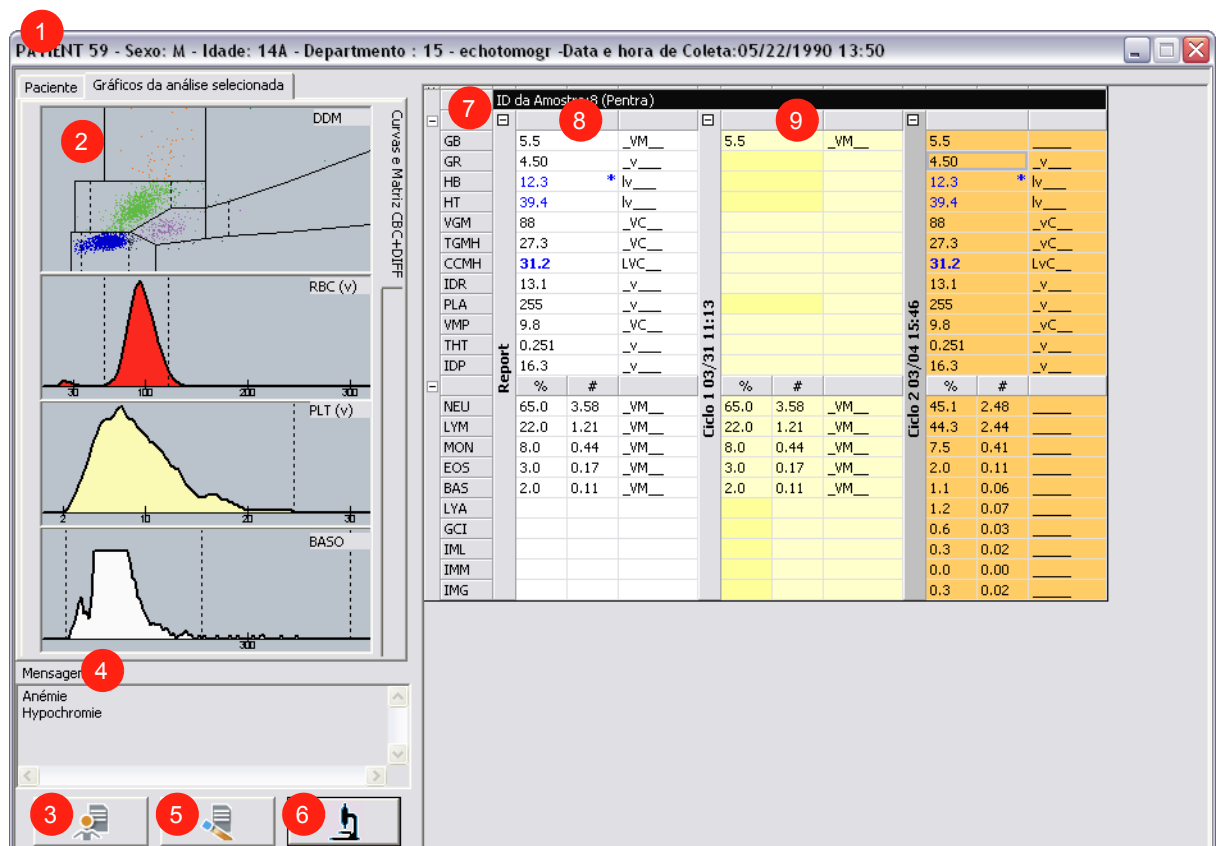 1
PATIENT 59 - Sexo: M - Idade: 14A - Departmento : 15 - echotomogr -Data e hora de Coleta:05/22/1990 13:50
Paciente Gráficos da análise selecionada
2
DDM
Curvas e Matriz CBC+DIFF
RBC (v)
30 100 200 300
PLT (v)
2 10 20 30
BASO
300
Mensagen 4
Anémie
Hypochromie
3 5 6
7 8 9
ID da Amostra:8 (Pentra)
Report
Ciclo 1 03/31 11:13
Ciclo 2 03/04 15:46
GB 5.5 _VM__ 5.5 _VM__ 5.5 _____
GR 4.50 _v___ 4.50 _v___
HB 12.3 * lv___ 12.3 * lv___
HT 39.4 lv___ 39.4 lv___
VGM 88 _VC__ 88 _vC__
TGMH 27.3 _VC__ 27.3 _vC__
CCMH 31.2 LVC__ 31.2 LvC__
IDR 13.1 _v___ 13.1 _v___
PLA 255 _v___ 255 _v___
VMP 9.8 _VC__ 9.8 _vC__
THT 0.251 _v___ 0.251 _v___
IDP 16.3 _v___ 16.3 _v___
% # % # % #
NEU 65.0 3.58 _VM__ 65.0 3.58 _VM__ 45.1 2.48 _____
LYM 22.0 1.21 _VM__ 22.0 1.21 _VM__ 44.3 2.44 _____
MON 8.0 0.44 _VM__ 8.0 0.44 _VM__ 7.5 0.41 _____
EOS 3.0 0.17 _VM__ 3.0 0.17 _VM__ 2.0 0.11 _____
BAS 2.0 0.11 _VM__ 2.0 0.11 _VM__ 1.1 0.06 _____
LYA 1.2 0.07 _____
GCI 0.6 0.03 _____
IML 0.3 0.02 _____
IMM 0.0 0.00 _____
IMG 0.3 0.02 _____